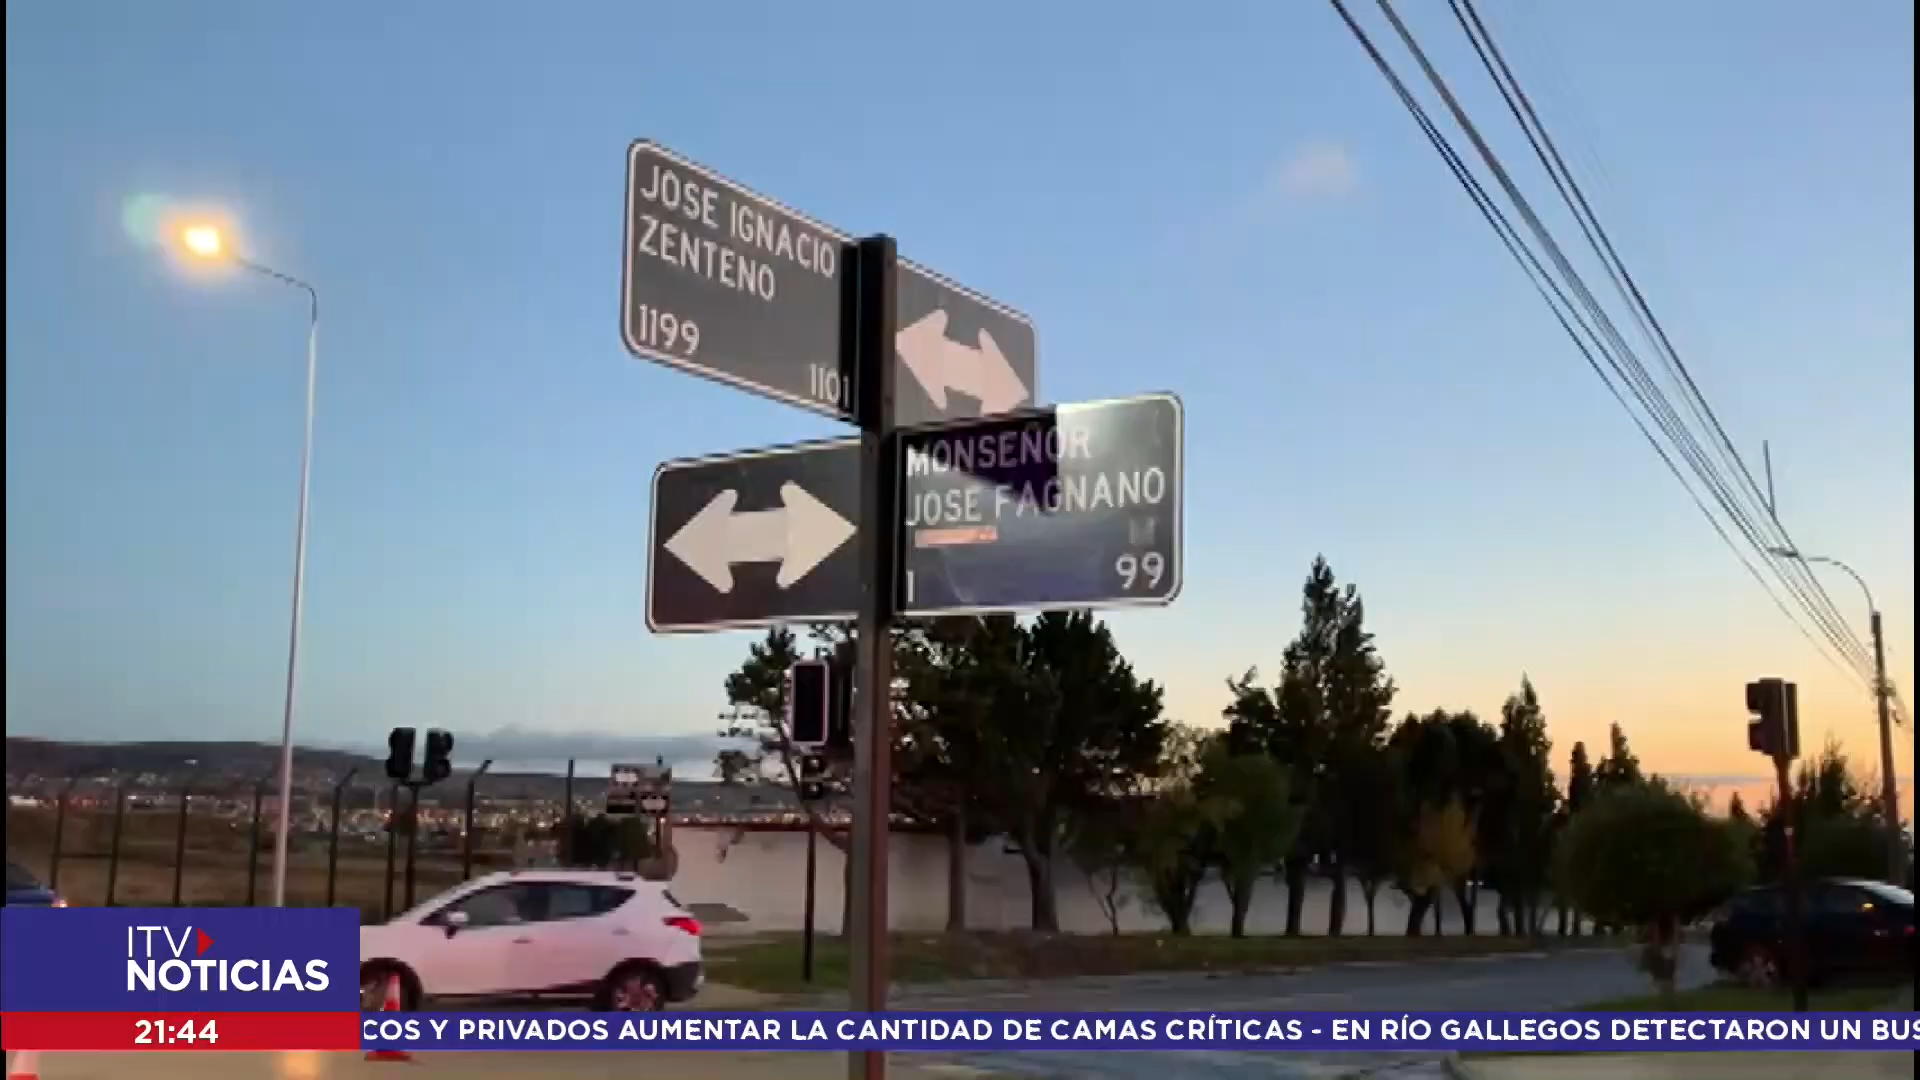 JOSE IGNACIO
ZENTENO
1199
1101
MONSEÑOR
JOSE FAGNANO
1
99
ITV
NOTICIAS
21:44
COS Y PRIVADOS AUMENTAR LA CANTIDAD DE CAMAS CRÍTICAS - EN RÍO GALLEGOS DETECTARON UN BUS